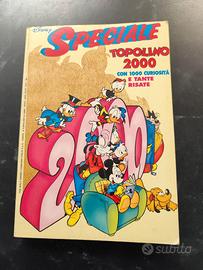 Disney
SPECIALE
TOPOLINO
2000
CON 1000 CURIOSITÀ
E TANTE
RISATE
2000
subito